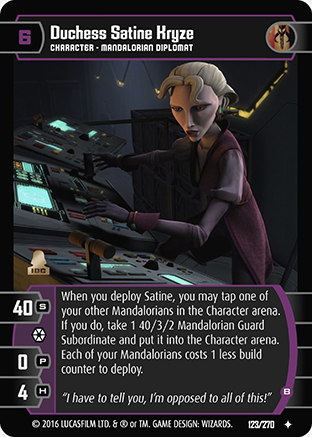 6
Duchess Satine Kryze
CHARACTER - MANDALORIAN DIPLOMAT
When you deploy Satine, you may tap one of
your other Mandalorians in the Character arena.
If you do, take 1 40/3/2 Mandalorian Guard
Subordinate and put it into the Character arena.
Each of your Mandalorians costs 1 less build
counter to deploy.
"I have to tell you, I'm opposed to all of this!"
40 S
0 P
4 H
B
© 2016 LUCASFILM LTD. & ® or TM. GAME DESIGN: WIZARDS.
123/270